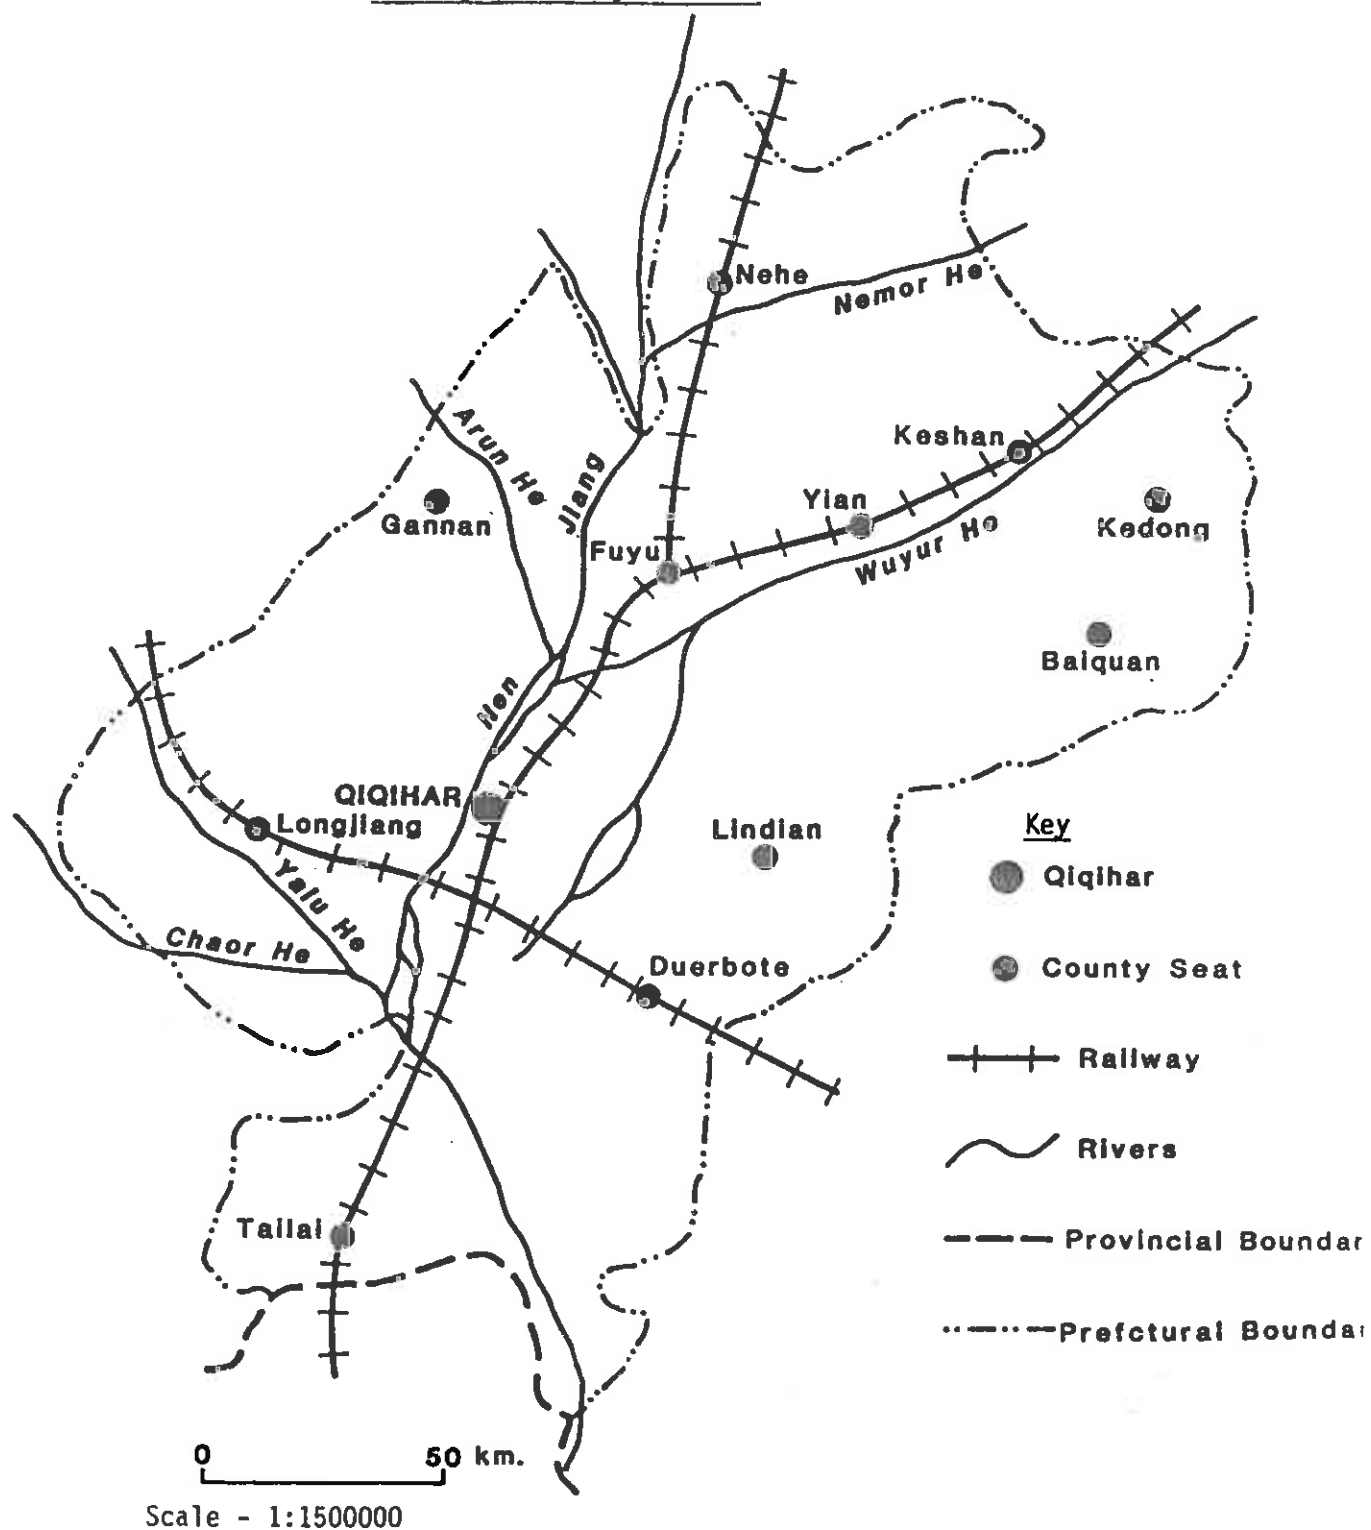 Nehe
Nemor He
Arun He
Jiang
Keshan
Gannan
Yian
Kedong
Fuyu
Wuyur He
Baiquan
Nen
QIQIHAR
Longjiang
Lindian
Key
Qiqihar
Yalu He
Chaor He
Duerbote
County Seat
Railway
Rivers
Tailai
Provincial Boundar
Prefctural Bounda
0 50 km.
Scale - 1:1500000